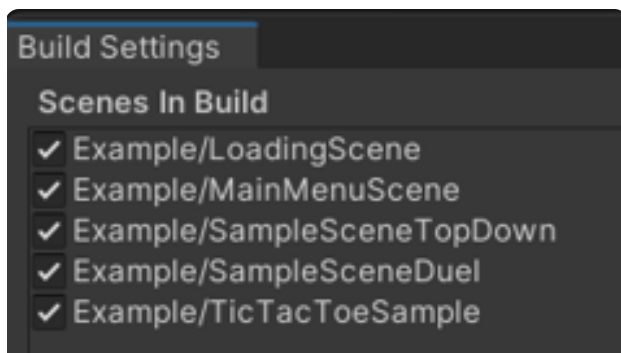 Build Settings
Scenes In Build
Example/LoadingScene
Example/MainMenuScene
Example/SampleSceneTopDown
Example/SampleSceneDuel
Example/TicTacToeSample